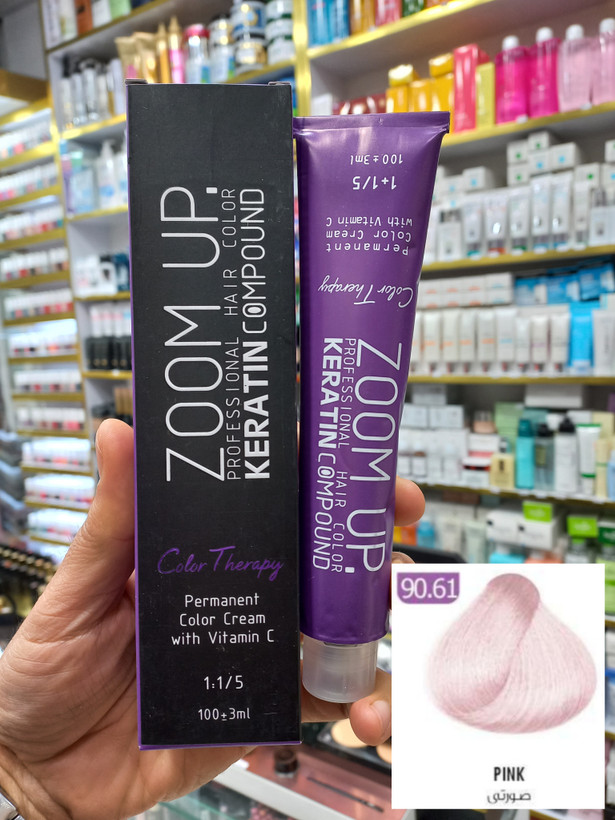 ZOOM UP.
PROFESSIONAL HAIR COLOR
KERATIN COMPOUND
Color Therapy
Permanent
Color Cream
with Vitamin C
1:1/5
100±3ml
ZOOM UP.
PROFESSIONAL HAIR COLOR
KERATIN COMPOUND
Color Therapy
Permanent
Color Cream
with Vitamin C
1+1/5
100±3ml
90.61
PINK
صورتی